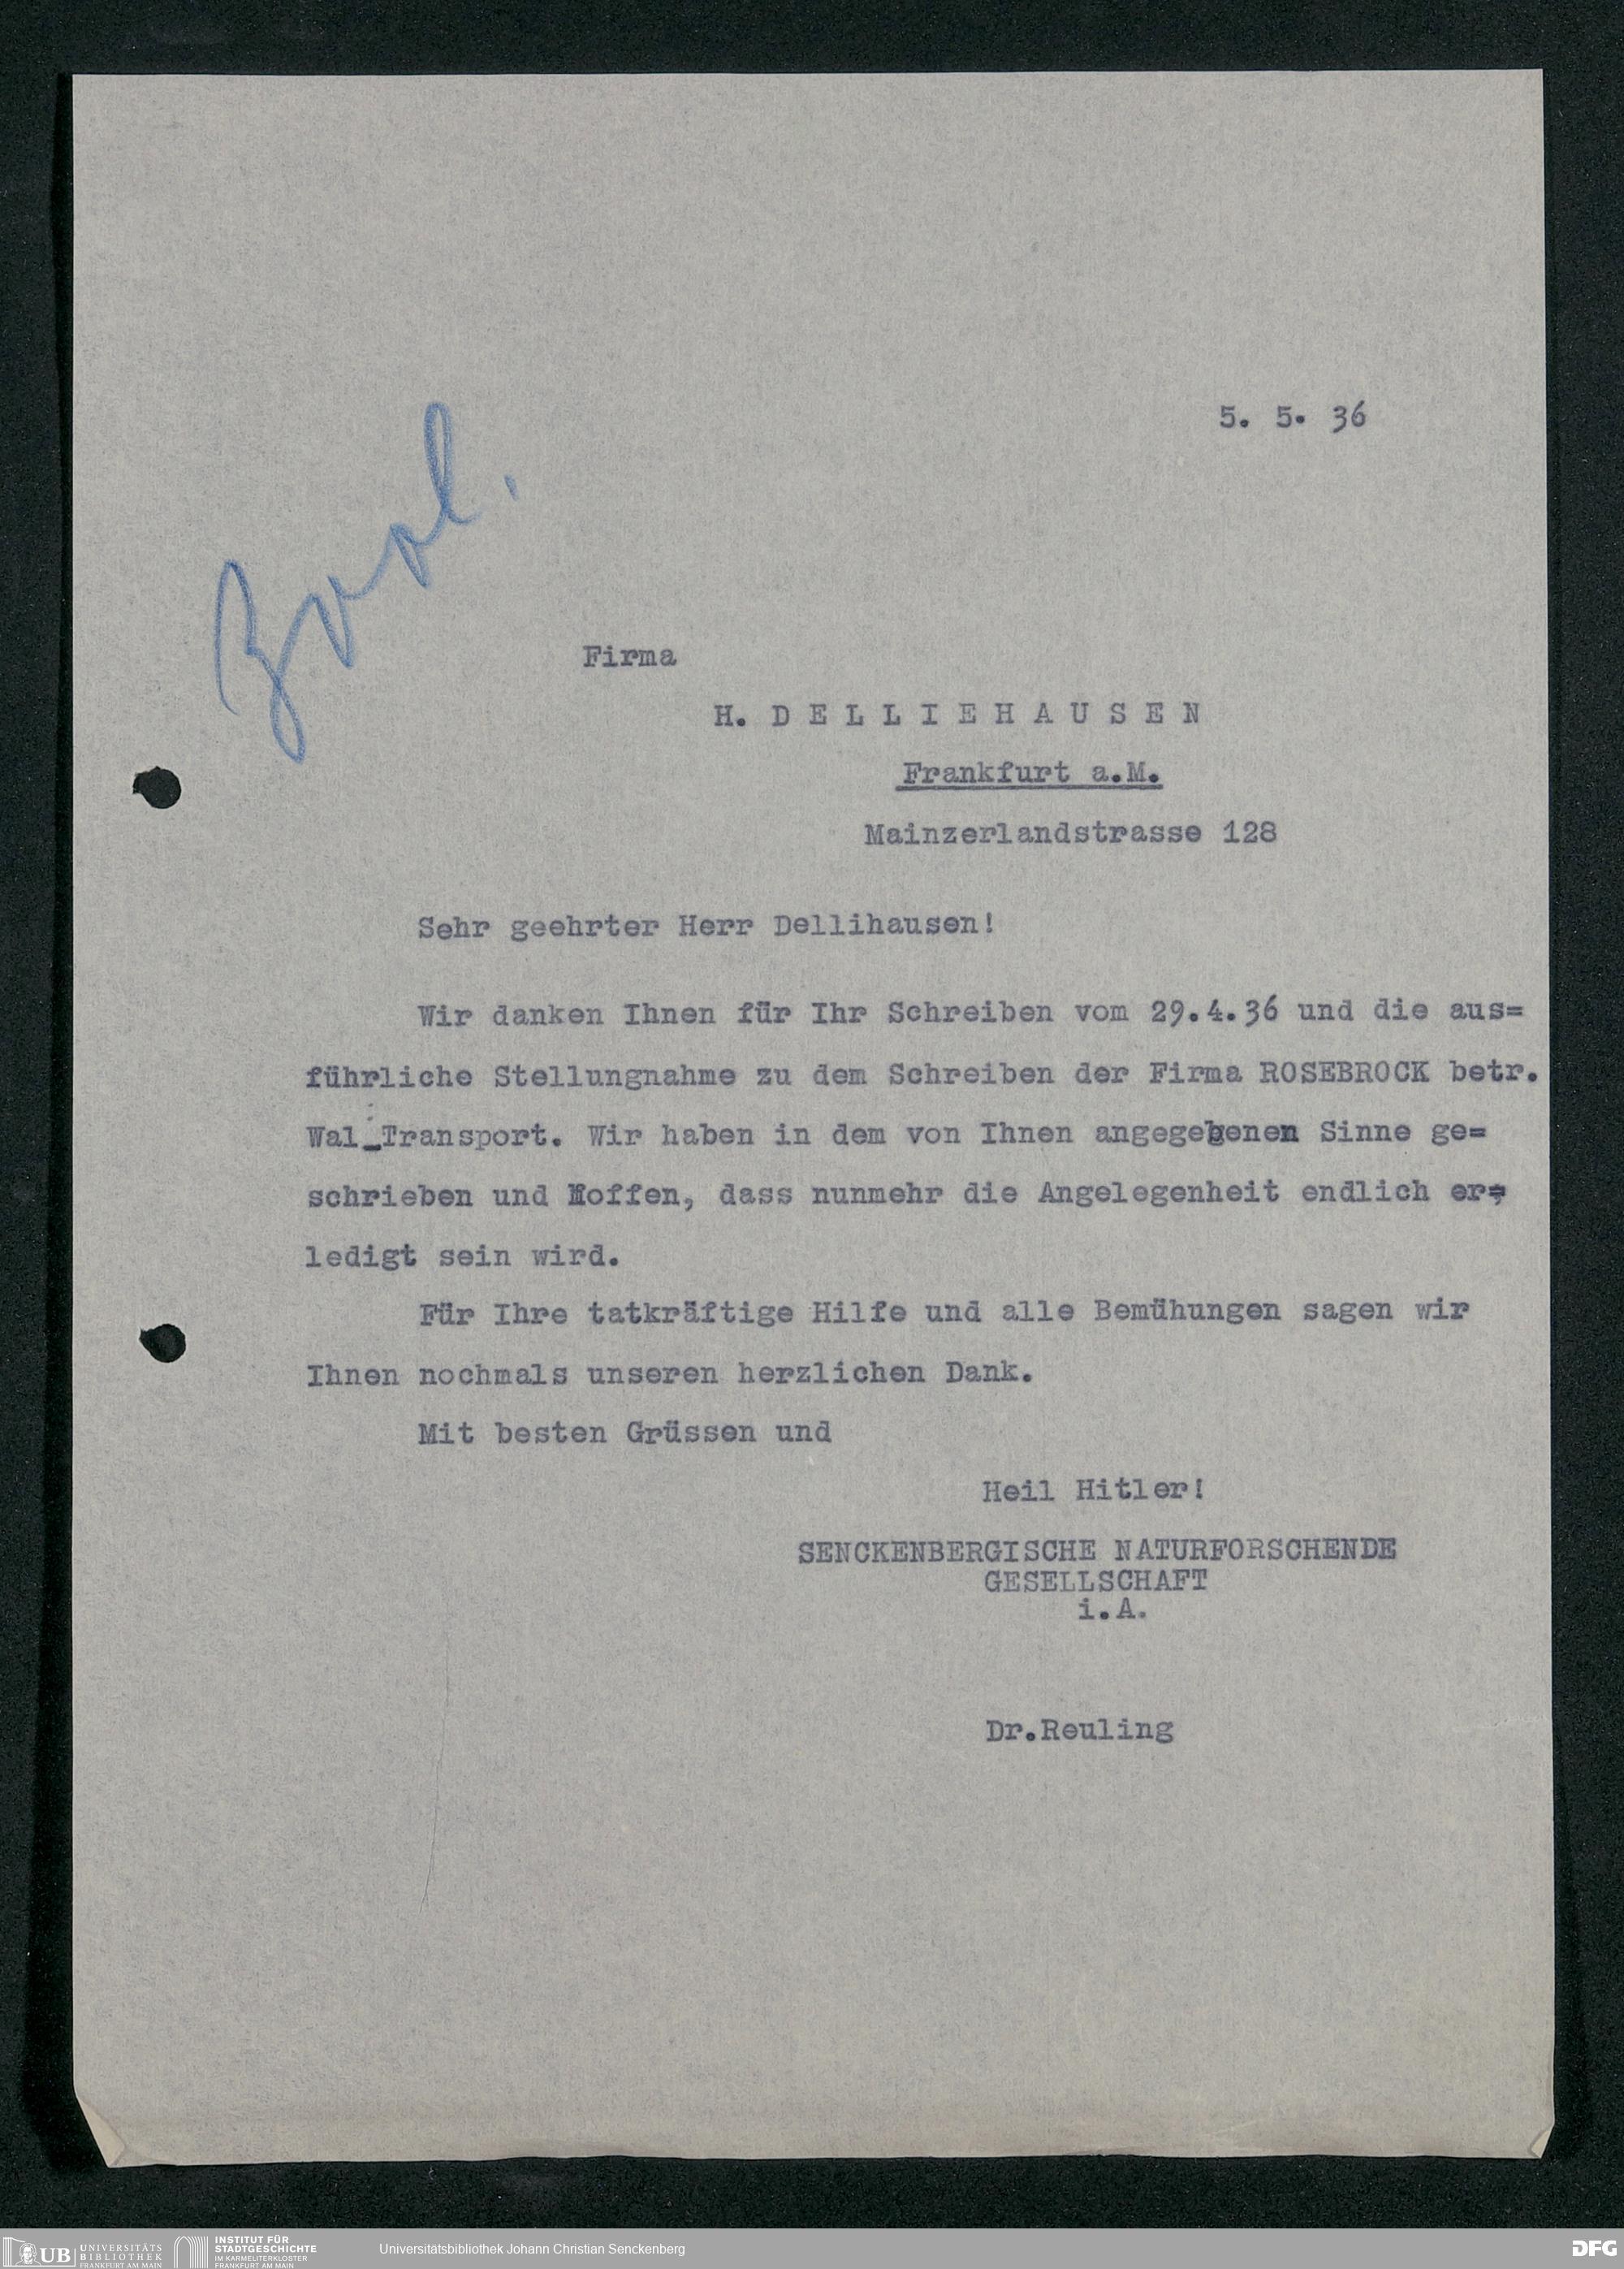 5. 5. 36
Zool.
Firma
H. D E L L I E H A U S E N
Frankfurt a.M.
Mainzerlandstrasse 128
Sehr geehrter Herr Dellihausen!
Wir danken Ihnen für Ihr Schreiben vom 29.4.36 und die aus=
führliche Stellungnahme zu dem Schreiben der Firma ROSEBROCK betr.
Wal_Transport. Wir haben in dem von Ihnen angegebenen Sinne ge=
schrieben und hoffen, dass nunmehr die Angelegenheit endlich er=
ledigt sein wird.
Für Ihre tatkräftige Hilfe und alle Bemühungen sagen wir
Ihnen nochmals unseren herzlichen Dank.
Mit besten Grüssen und
Heil Hitler!
SENCKENBERGISCHE NATURFORSCHENDE
GESELLSCHAFT
i.A.
Dr.Reuling
UB UNIVERSITÄTS
BIBLIOTHEK
FRANKFURT AM MAIN
INSTITUT FÜR
STADTGESCHICHTE
IM KARMELITERKLOSTER
FRANKFURT AM MAIN
Universitätsbibliothek Johann Christian Senckenberg
DFG